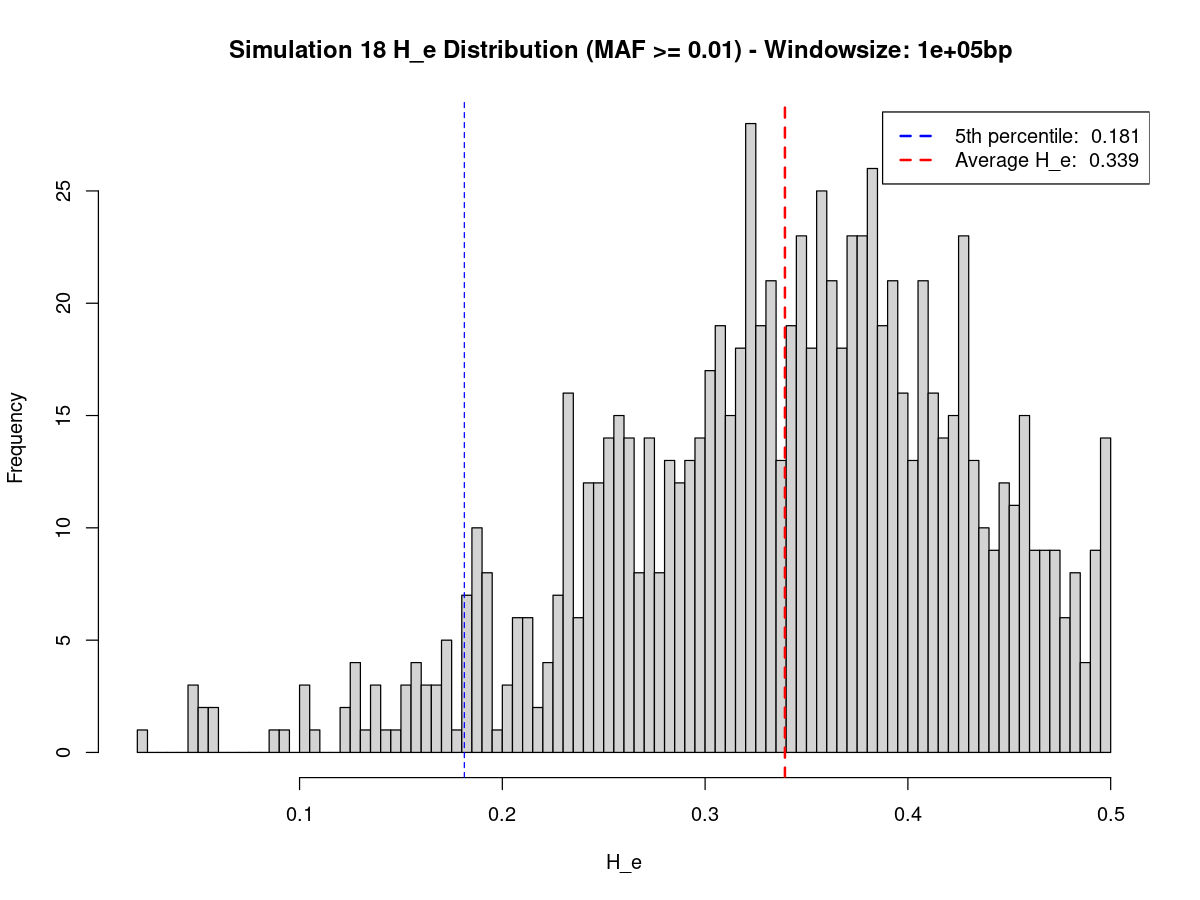 Simulation 18 H_e Distribution (MAF >= 0.01) - Windowsize: 1e+05bp
5th percentile: 0.181
Average H_e: 0.339
Frequency
25
20
15
10
5
0
0.1 0.2 0.3 0.4 0.5
H_e